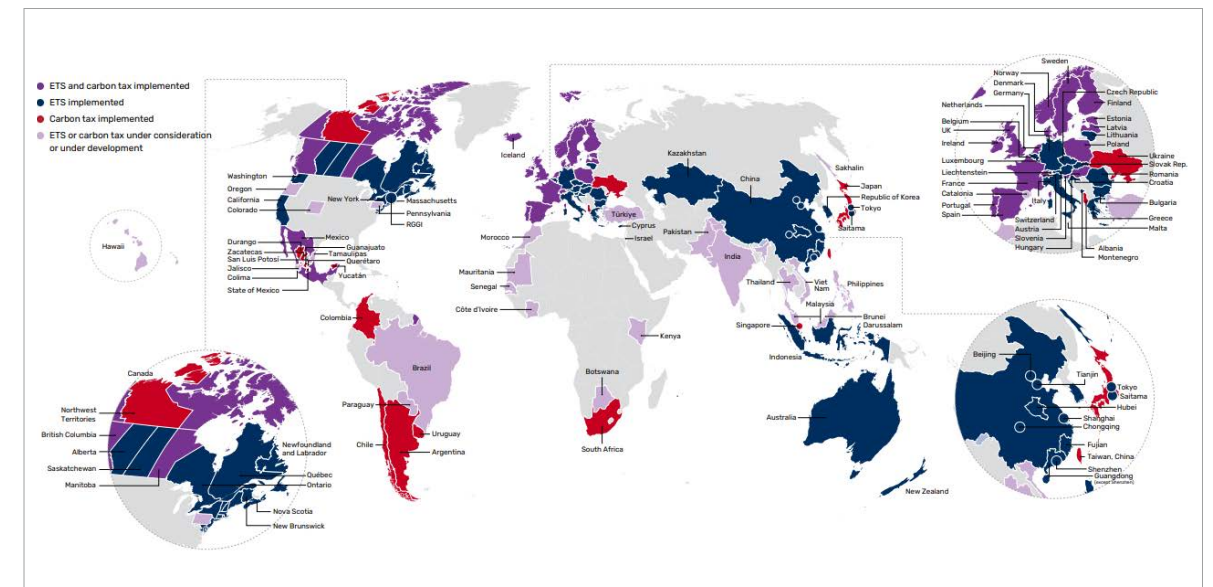 ETS and carbon tax implemented
ETS implemented
Carbon tax implemented
ETS or carbon tax under consideration
or under development
Hawaii
Washington
Oregon
California
Colorado
New York
Massachusetts
Pennsylvania
RGGI
Mexico
Durango
Guanajuato
Zacatecas
Tamaulipas
San Luis Potosí
Querétaro
Jalisco
Yucatán
Colima
State of Mexico
Colombia
Brazil
Paraguay
Uruguay
Chile
Argentina
Iceland
Morocco
Mauritania
Senegal
Côte d'Ivoire
Türkiye
Cyprus
Israel
Kenya
Botswana
South Africa
Kazakhstan
China
Pakistan
India
Thailand
Viet
Nam
Malaysia
Philippines
Singapore
Brunei
Darussalam
Indonesia
Australia
New Zealand
Sakhalin
Japan
Republic of Korea
Tokyo
Saitama
Canada
Northwest
Territories
British Columbia
Alberta
Saskatchewan
Manitoba
Newfoundland
and Labrador
Québec
Ontario
Nova Scotia
New Brunswick
Sweden
Norway
Denmark
Germany
Netherlands
Belgium
UK
Ireland
Luxembourg
Liechtenstein
France
Catalonia
Portugal
Spain
Italy
Switzerland
Austria
Slovenia
Hungary
Czech Republic
Finland
Estonia
Latvia
Lithuania
Poland
Ukraine
Slovak Rep.
Romania
Croatia
Bulgaria
Greece
Malta
Albania
Montenegro
Beijing
Tianjin
Tokyo
Saitama
Hubei
Shanghai
Chongqing
Fujian
Taiwan, China
Shenzhen
Guangdong
(except Shenzhen)